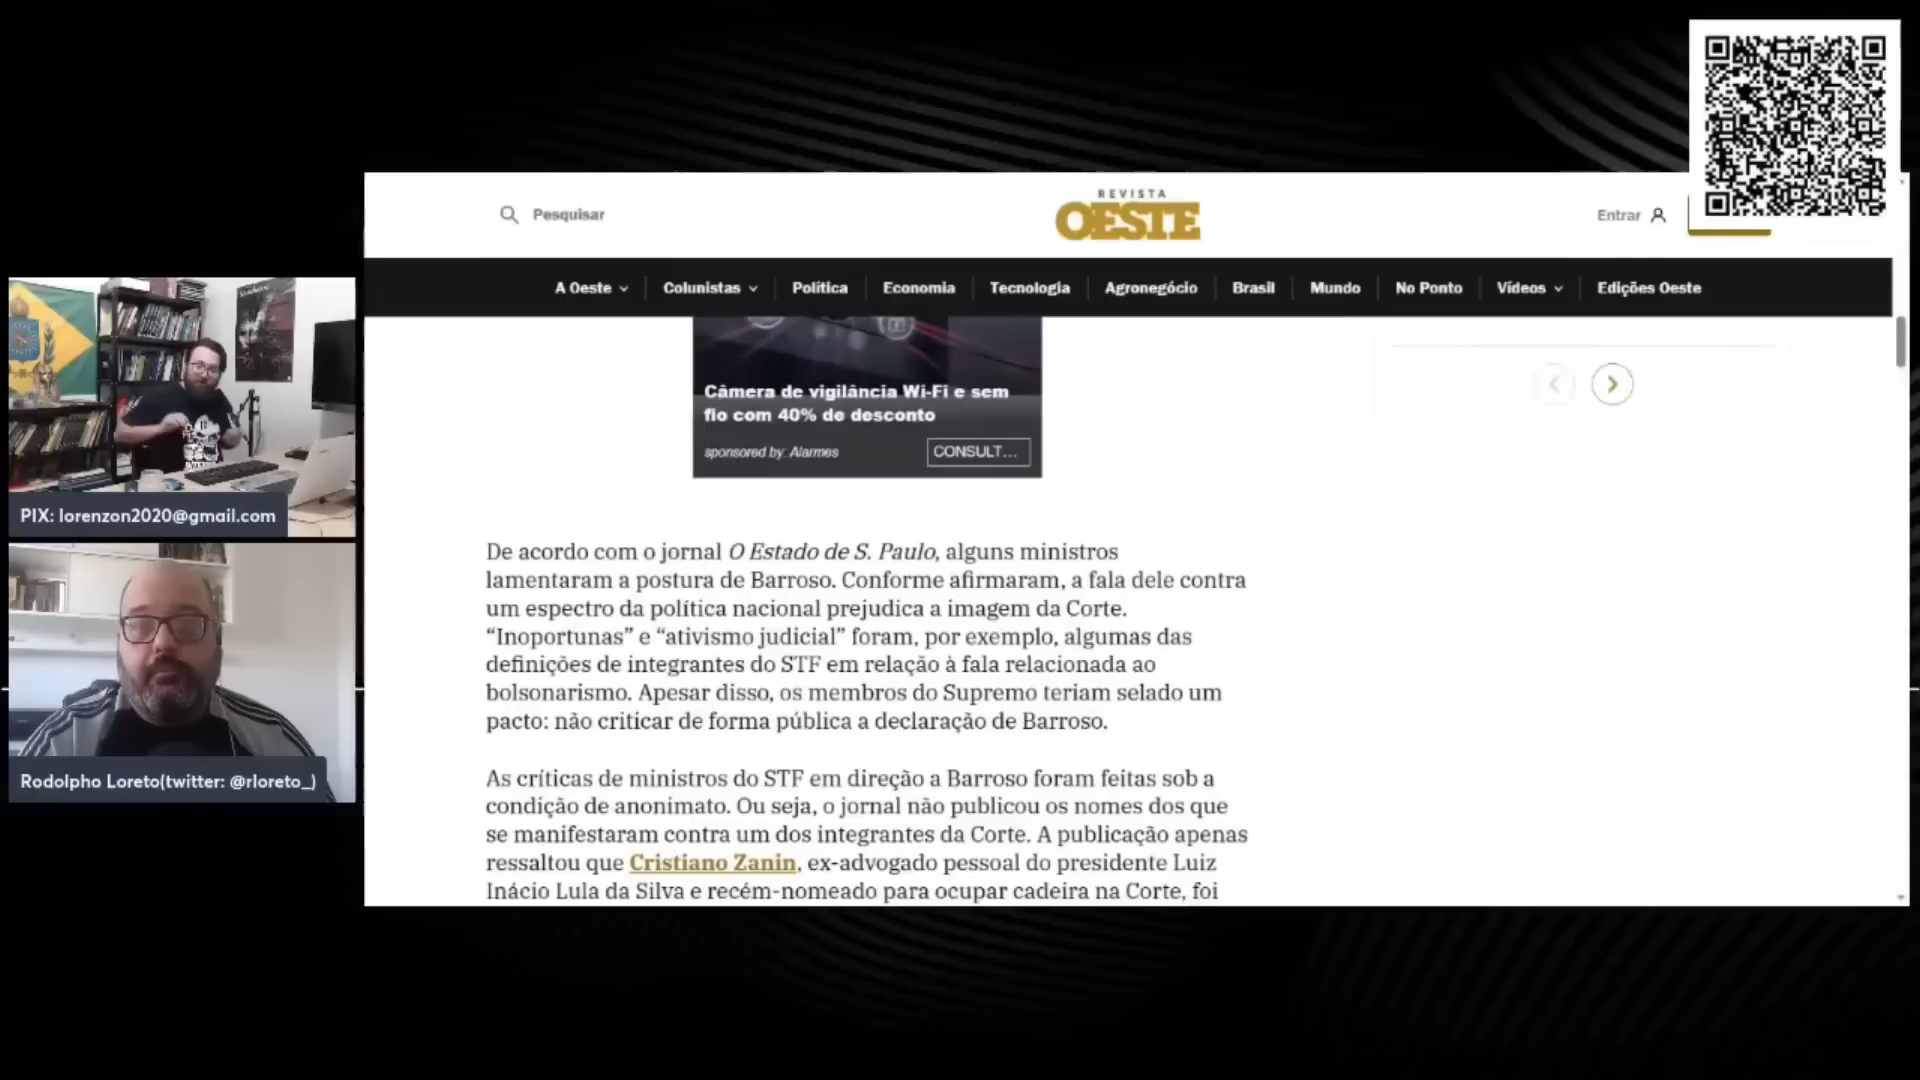 REVISTA
OESTE
Pesquisar
Entrar
A Oeste
Colunistas
Política
Economia
Tecnologia
Agronegócio
Brasil
Mundo
No Ponto
Vídeos
Edições Oeste
Câmera de vigilância Wi-Fi e sem
fio com 40% de desconto
sponsored by: Alarmes
CONSULT...
PIX: lorenzon2020@gmail.com
Rodolpho Loreto(twitter: @rloreto_)
De acordo com o jornal O Estado de S. Paulo, alguns ministros
lamentaram a postura de Barroso. Conforme afirmaram, a fala dele contra
um espectro da política nacional prejudica a imagem da Corte.
“Inoportunas” e “ativismo judicial” foram, por exemplo, algumas das
definições de integrantes do STF em relação à fala relacionada ao
bolsonarismo. Apesar disso, os membros do Supremo teriam selado um
pacto: não criticar de forma pública a declaração de Barroso.
As críticas de ministros do STF em direção a Barroso foram feitas sob a
condição de anonimato. Ou seja, o jornal não publicou os nomes dos que
se manifestaram contra um dos integrantes da Corte. A publicação apenas
ressaltou que Cristiano Zanin, ex-advogado pessoal do presidente Luiz
Inácio Lula da Silva e recém-nomeado para ocupar cadeira na Corte, foi